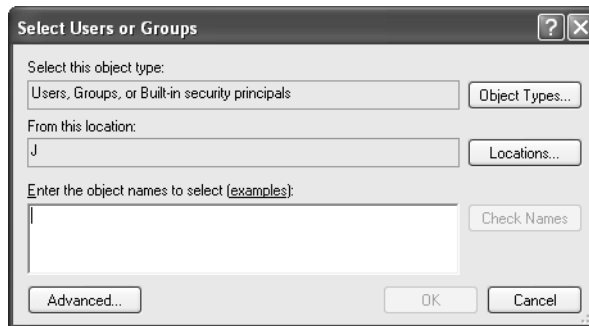 Select Users or Groups
Select this object type:
Users, Groups, or Built-in security principals
Object Types...
From this location:
J
Locations...
Enter the object names to select (examples):
Check Names
Advanced...
OK
Cancel